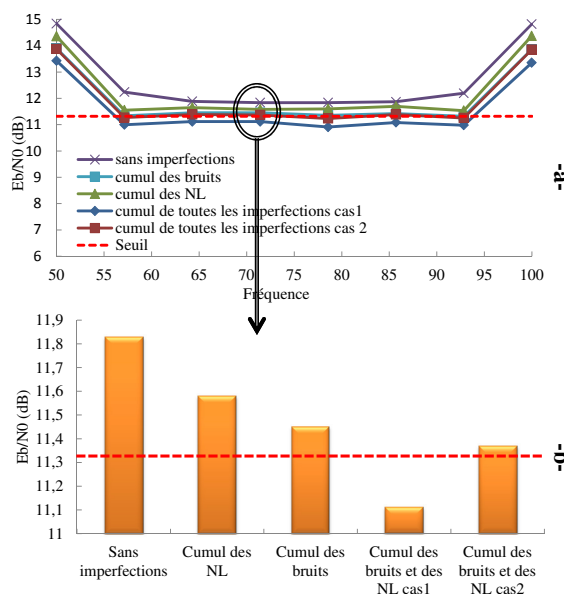 15
14
13
12
11
10
9
8
7
6
Eb/N0 (dB)
sans imperfections
cumul des bruits
cumul des NL
cumul de toutes les imperfections cas1
cumul de toutes les imperfections cas 2
Seuil
50 55 60 65 70 75 80 85 90 95 100
Fréquence
-a-
11,9
11,8
11,7
11,6
11,5
11,4
11,3
11,2
11,1
11
Eb/N0 (dB)
Sans imperfections
Cumul des NL
Cumul des bruits
Cumul des bruits et des NL cas1
Cumul des bruits et des NL cas2
-b-